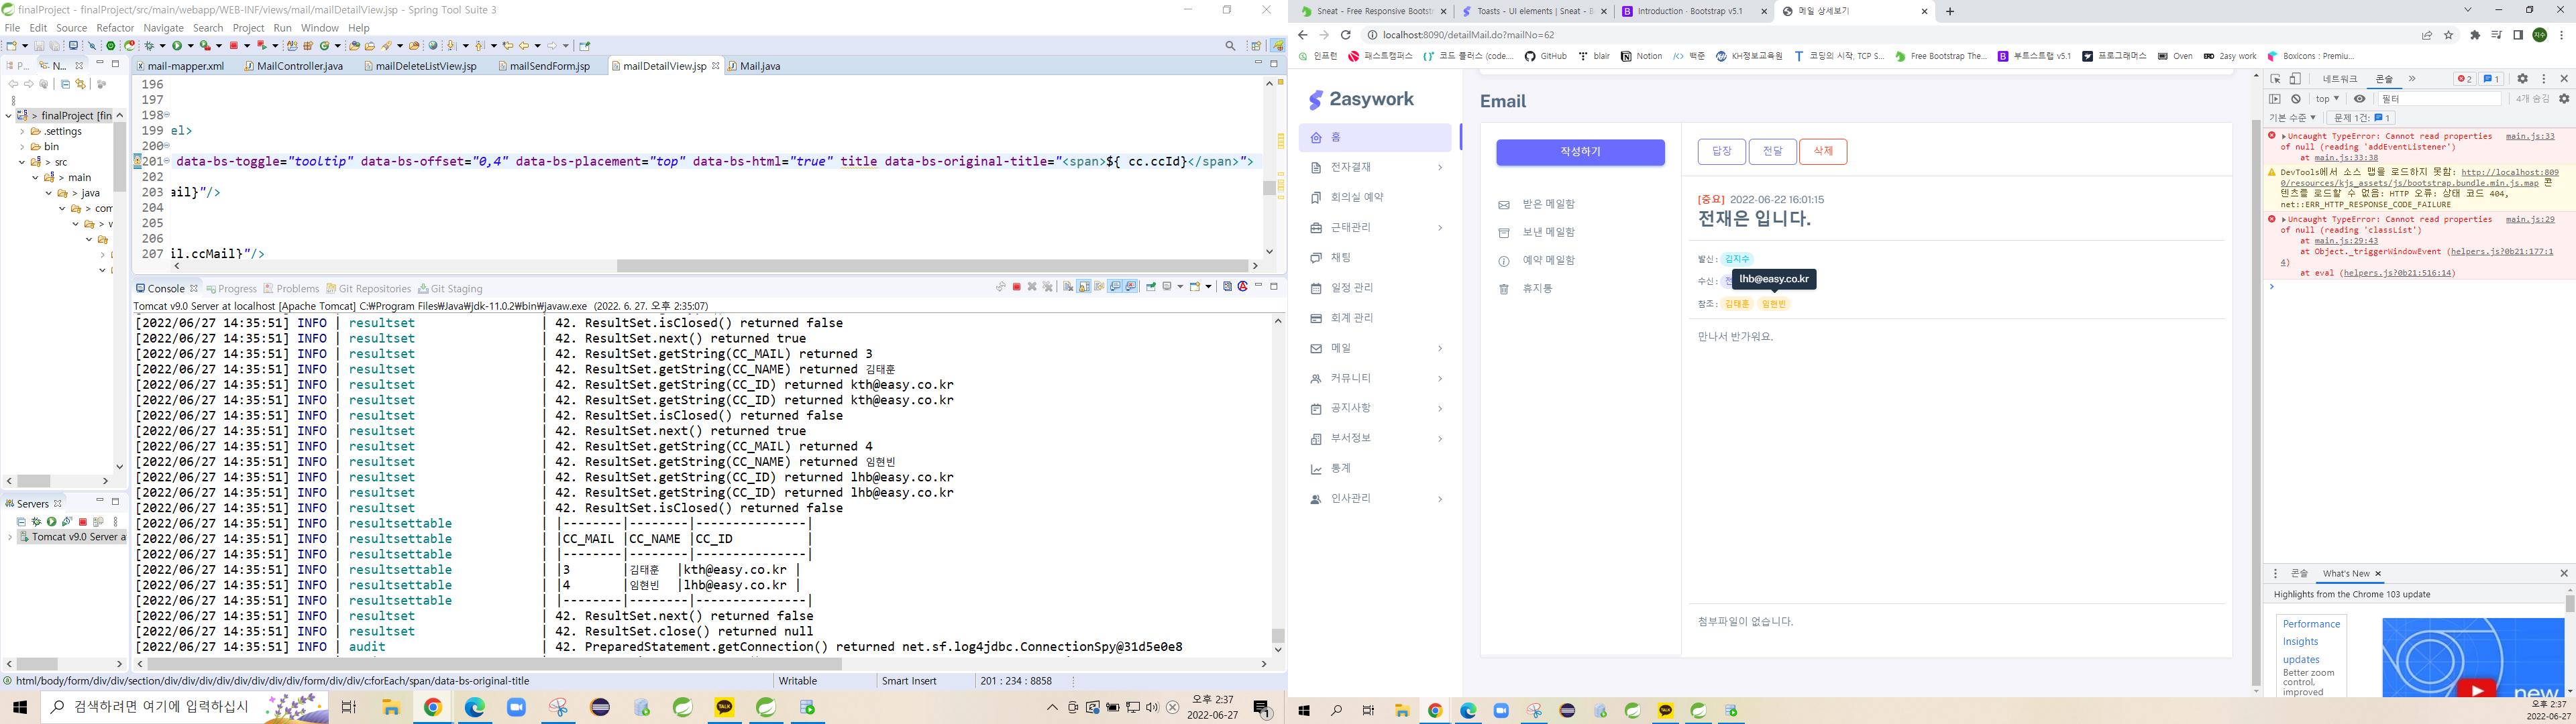 finalProject - finalProject/src/main/webapp/WEB-INF/views/mail/mailDetailView.jsp - Spring Tool Suite 3
File Edit Source Refactor Navigate Search Project Run Window Help
mail-mapper.xml MailController.java mailDeleteListView.jsp mailSendForm.jsp mailDetailView.jsp Mail.java
> finalProject [fin
> .settings
bin
> src
> main
> java
> com
> w
Servers
Tomcat v9.0 Server a
196
197
198
199 el>
200
201 data-bs-toggle="tooltip" data-bs-offset="0,4" data-bs-placement="top" data-bs-html="true" title data-bs-original-title="<span>${ cc.ccId}</span>">
202
203 ail}"/>
204
205
206
207 il.ccMail}"/>
Console Progress Problems Git Repositories Git Staging
Tomcat v9.0 Server at localhost [Apache Tomcat] C:₩Program Files₩Java₩jdk-11.0.2₩bin₩javaw.exe (2022. 6. 27. 오후 2:35:07)
[2022/06/27 14:35:51] INFO | resultset | 42. ResultSet.isClosed() returned false
[2022/06/27 14:35:51] INFO | resultset | 42. ResultSet.next() returned true
[2022/06/27 14:35:51] INFO | resultset | 42. ResultSet.getString(CC_MAIL) returned 3
[2022/06/27 14:35:51] INFO | resultset | 42. ResultSet.getString(CC_NAME) returned 김태훈
[2022/06/27 14:35:51] INFO | resultset | 42. ResultSet.getString(CC_ID) returned kth@easy.co.kr
[2022/06/27 14:35:51] INFO | resultset | 42. ResultSet.getString(CC_ID) returned kth@easy.co.kr
[2022/06/27 14:35:51] INFO | resultset | 42. ResultSet.isClosed() returned false
[2022/06/27 14:35:51] INFO | resultset | 42. ResultSet.next() returned true
[2022/06/27 14:35:51] INFO | resultset | 42. ResultSet.getString(CC_MAIL) returned 4
[2022/06/27 14:35:51] INFO | resultset | 42. ResultSet.getString(CC_NAME) returned 임현빈
[2022/06/27 14:35:51] INFO | resultset | 42. ResultSet.getString(CC_ID) returned lhb@easy.co.kr
[2022/06/27 14:35:51] INFO | resultset | 42. ResultSet.getString(CC_ID) returned lhb@easy.co.kr
[2022/06/27 14:35:51] INFO | resultset | 42. ResultSet.isClosed() returned false
[2022/06/27 14:35:51] INFO | resultsettable | |--------|--------|---------------|
[2022/06/27 14:35:51] INFO | resultsettable | |CC_MAIL |CC_NAME |CC_ID |
[2022/06/27 14:35:51] INFO | resultsettable | |--------|--------|---------------|
[2022/06/27 14:35:51] INFO | resultsettable | |3 |김태훈 |kth@easy.co.kr |
[2022/06/27 14:35:51] INFO | resultsettable | |4 |임현빈 |lhb@easy.co.kr |
[2022/06/27 14:35:51] INFO | resultsettable | |--------|--------|---------------|
[2022/06/27 14:35:51] INFO | resultset | 42. ResultSet.next() returned false
[2022/06/27 14:35:51] INFO | resultset | 42. ResultSet.close() returned null
[2022/06/27 14:35:51] INFO | audit | 42. PreparedStatement.getConnection() returned net.sf.log4jdbc.ConnectionSpy@31d5e0e8
html/body/form/div/div/section/div/div/div/div/div/div/div/div/form/div/div/c:forEach/span/data-bs-original-title Writable Smart Insert 201 : 234 : 8858
검색하려면 여기에 입력하십시
오후 2:37
2022-06-27
Sneat - Free Responsive Bootst Toasts - UI elements | Sneat - B Introduction · Bootstrap v5.1 메일 상세보기
localhost:8090/detailMail.do?mailNo=62
인프런 패스트캠퍼스 코드 플러스 (code.... GitHub blair Notion 백준 KH정보교육원 코딩의 시작, TCP S... Free Bootstrap The... 부트스트랩 v5.1 프로그래머스 Oven 2asy work Boxicons : Premiu...
2asywork
홈
전자결재
회의실 예약
근태관리
채팅
일정 관리
회계 관리
메일
커뮤니티
공지사항
부서정보
통계
인사관리
Email
작성하기
받은 메일함
보낸 메일함
예약 메일함
휴지통
답장 전달 삭제
[중요] 2022-06-22 16:01:15
전재은 입니다.
발신 : 김지수
수신 :
lhb@easy.co.kr
참조 : 김태훈 임현빈
만나서 반가워요.
첨부파일이 없습니다.
네트워크 콘솔 2 1
top 필터 4개 숨김
기본 수준 문제 1건: 1
Uncaught TypeError: Cannot read properties main.js:33
of null (reading 'addEventListener')
at main.js:33:38
DevTools에서 소스 맵을 로드하지 못함: http://localhost:809
0/resources/kjs_assets/js/bootstrap.bundle.min.js.map 콘
텐츠를 로드할 수 없음: HTTP 오류: 상태 코드 404,
net::ERR_HTTP_RESPONSE_CODE_FAILURE
Uncaught TypeError: Cannot read properties main.js:29
of null (reading 'classList')
at main.js:29:43
at Object._triggerWindowEvent (helpers.js?0b21:177:1
4)
at eval (helpers.js?0b21:516:14)
콘솔 What's New
Highlights from the Chrome 103 update
Performance
Insights
updates
Better zoom
control,
improved
new
오후 2:37
2022-06-27